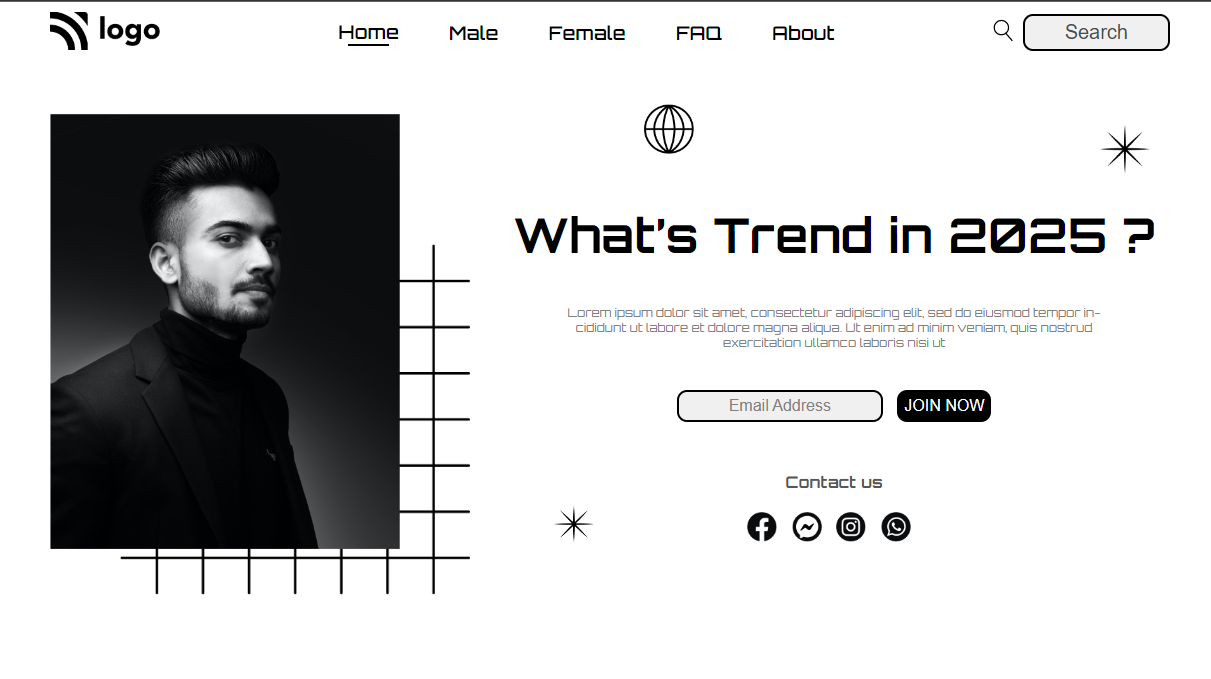 logo
Home Male Female FAQ About
Search
What's Trend in 2025 ?
Lorem ipsum dolor sit amet, consectetur adipiscing elit, sed do eiusmod tempor in-
cididunt ut labore et dolore magna aliqua. Ut enim ad minim veniam, quis nostrud
exercitation ullamco laboris nisi ut
Email Address JOIN NOW
Contact us